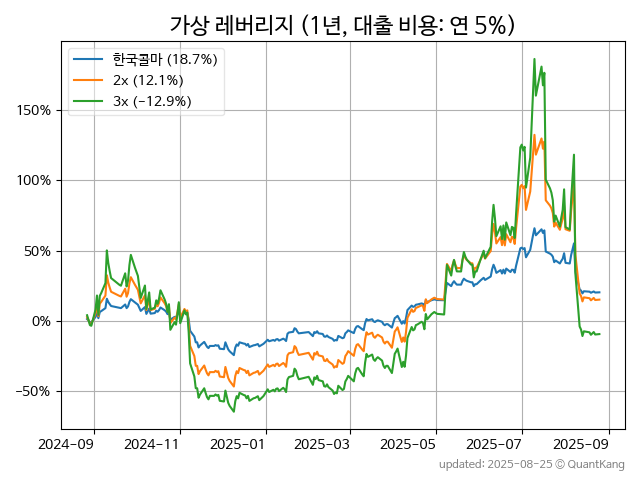 가상 레버리지 (1년, 대출 비용: 연 5%)
한국콜마 (18.7%)
2x (12.1%)
3x (−12.9%)
150%
100%
50%
0%
−50%
2024-09 2024-11 2025-01 2025-03 2025-05 2025-07 2025-09
updated: 2025-08-25 © QuantKang